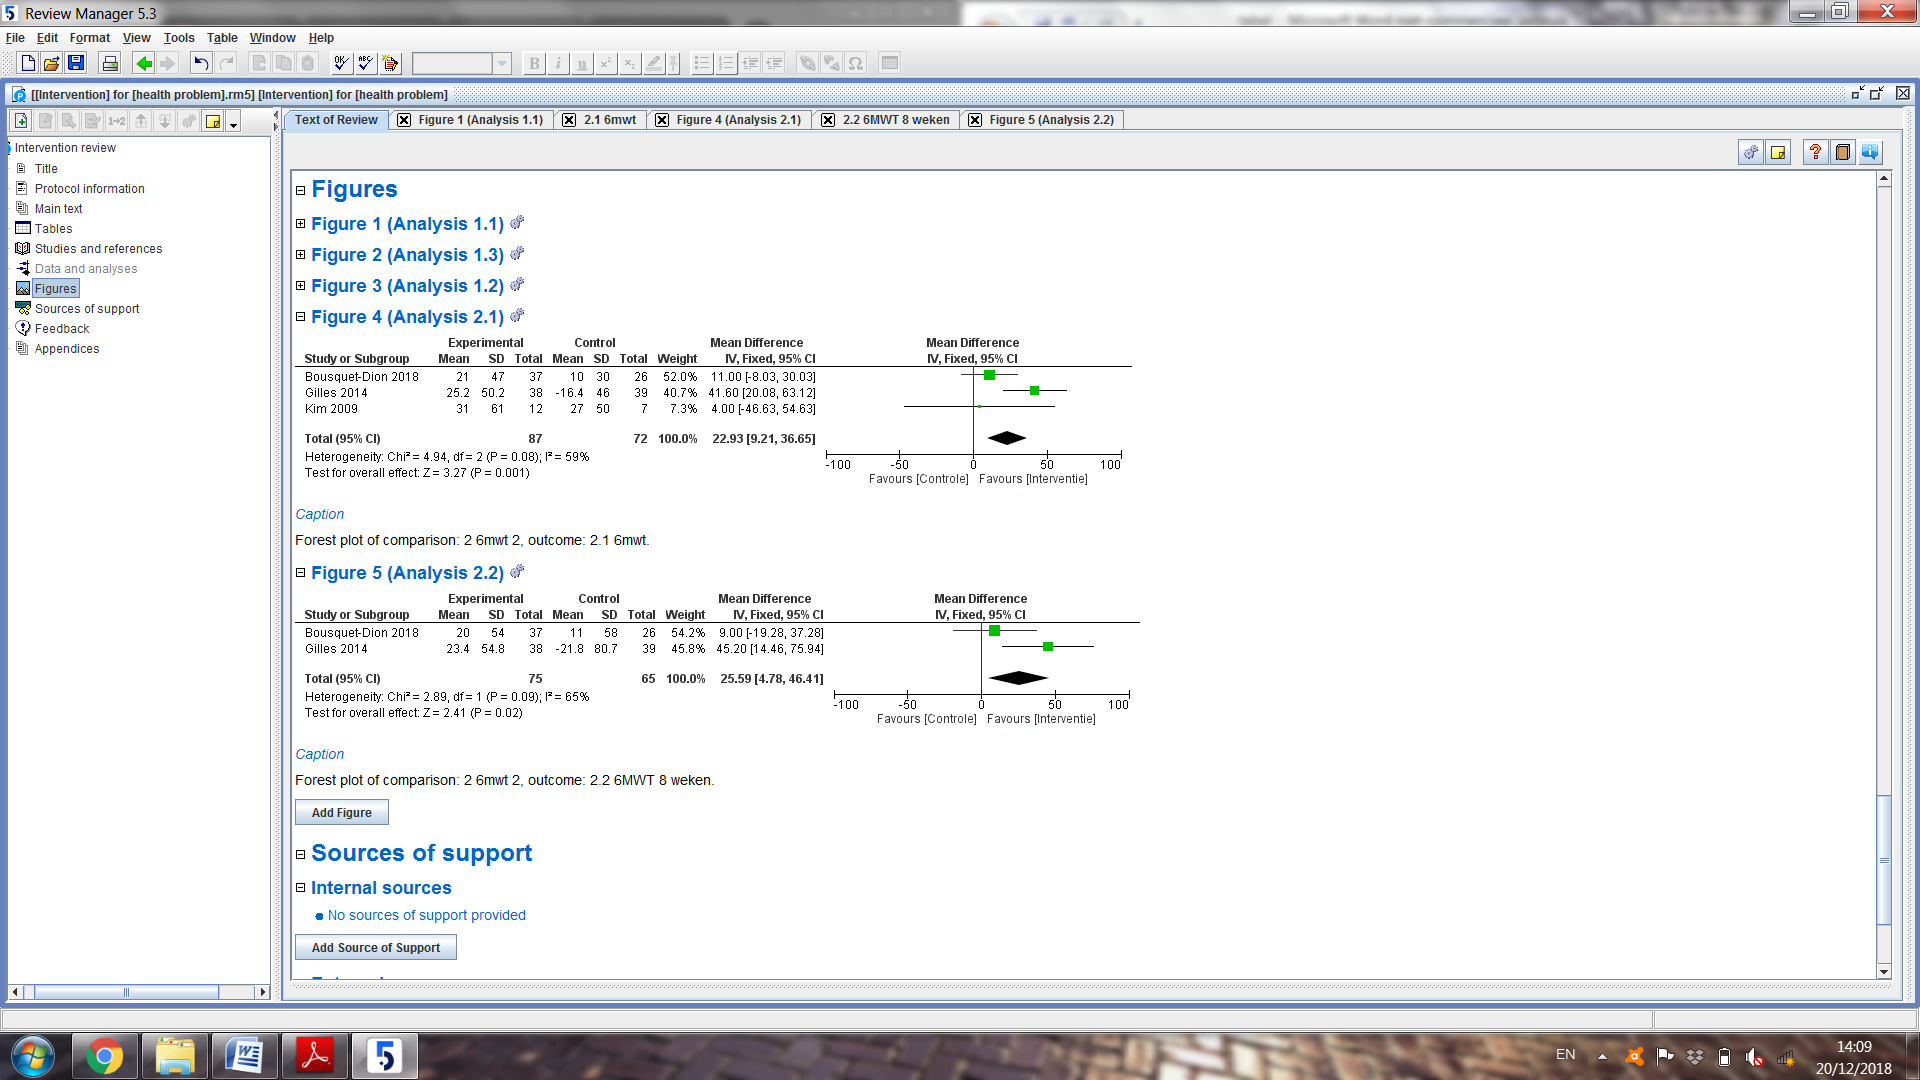 Review Manager 5.3
File Edit Format View Tools Table Window Help
[[Intervention] for [health problem].rm5] [Intervention] for [health problem]
Text of Review Figure 1 (Analysis 1.1) 2.1 6mwt Figure 4 (Analysis 2.1) 2.2 6MWT 8 weken Figure 5 (Analysis 2.2)
Intervention review
Title
Protocol information
Main text
Tables
Studies and references
Data and analyses
Figures
Sources of support
Feedback
Appendices
Figures
Figure 1 (Analysis 1.1)
Figure 2 (Analysis 1.3)
Figure 3 (Analysis 1.2)
Figure 4 (Analysis 2.1)
Experimental Control Mean Difference Mean Difference
Study or Subgroup Mean SD Total Mean SD Total Weight IV, Fixed, 95% CI IV, Fixed, 95% CI
Bousquet-Dion 2018 21 47 37 10 30 26 52.0% 11.00 [-8.03, 30.03]
Gilles 2014 25.2 50.2 38 -16.4 46 39 40.7% 41.60 [20.08, 63.12]
Kim 2009 31 61 12 27 50 7 7.3% 4.00 [-46.63, 54.63]
Total (95% CI) 87 72 100.0% 22.93 [9.21, 36.65]
Heterogeneity: Chi² = 4.94, df = 2 (P = 0.08); I² = 59%
Test for overall effect: Z = 3.27 (P = 0.001)
-100 -50 0 50 100
Favours [Controle] Favours [Interventie]
Caption
Forest plot of comparison: 2 6mwt 2, outcome: 2.1 6mwt.
Figure 5 (Analysis 2.2)
Experimental Control Mean Difference Mean Difference
Study or Subgroup Mean SD Total Mean SD Total Weight IV, Fixed, 95% CI IV, Fixed, 95% CI
Bousquet-Dion 2018 20 54 37 11 58 26 54.2% 9.00 [-19.28, 37.28]
Gilles 2014 23.4 54.8 38 -21.8 80.7 39 45.8% 45.20 [14.46, 75.94]
Total (95% CI) 75 65 100.0% 25.59 [4.78, 46.41]
Heterogeneity: Chi² = 2.89, df = 1 (P = 0.09); I² = 65%
Test for overall effect: Z = 2.41 (P = 0.02)
-100 -50 0 50 100
Favours [Controle] Favours [Interventie]
Caption
Forest plot of comparison: 2 6mwt 2, outcome: 2.2 6MWT 8 weken.
Add Figure
Sources of support
Internal sources
No sources of support provided
Add Source of Support
EN
14:09
20/12/2018